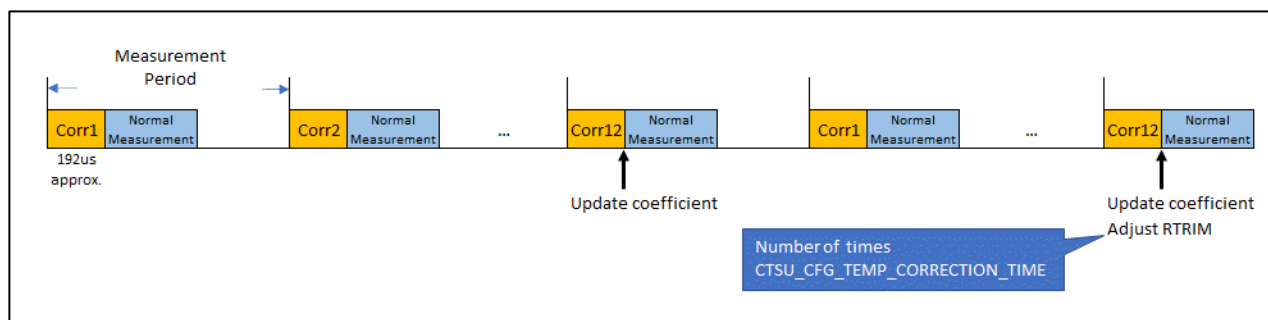 Measurement
Period
Corr1
Normal
Measurement
Corr2
Normal
Measurement
...
Corr12
Normal
Measurement
Corr1
Normal
Measurement
...
Corr12
Normal
Measurement
192us
approx.
Update coefficient
Update coefficient
Adjust RTRIM
Number of times
CTSU_CFG_TEMP_CORRECTION_TIME